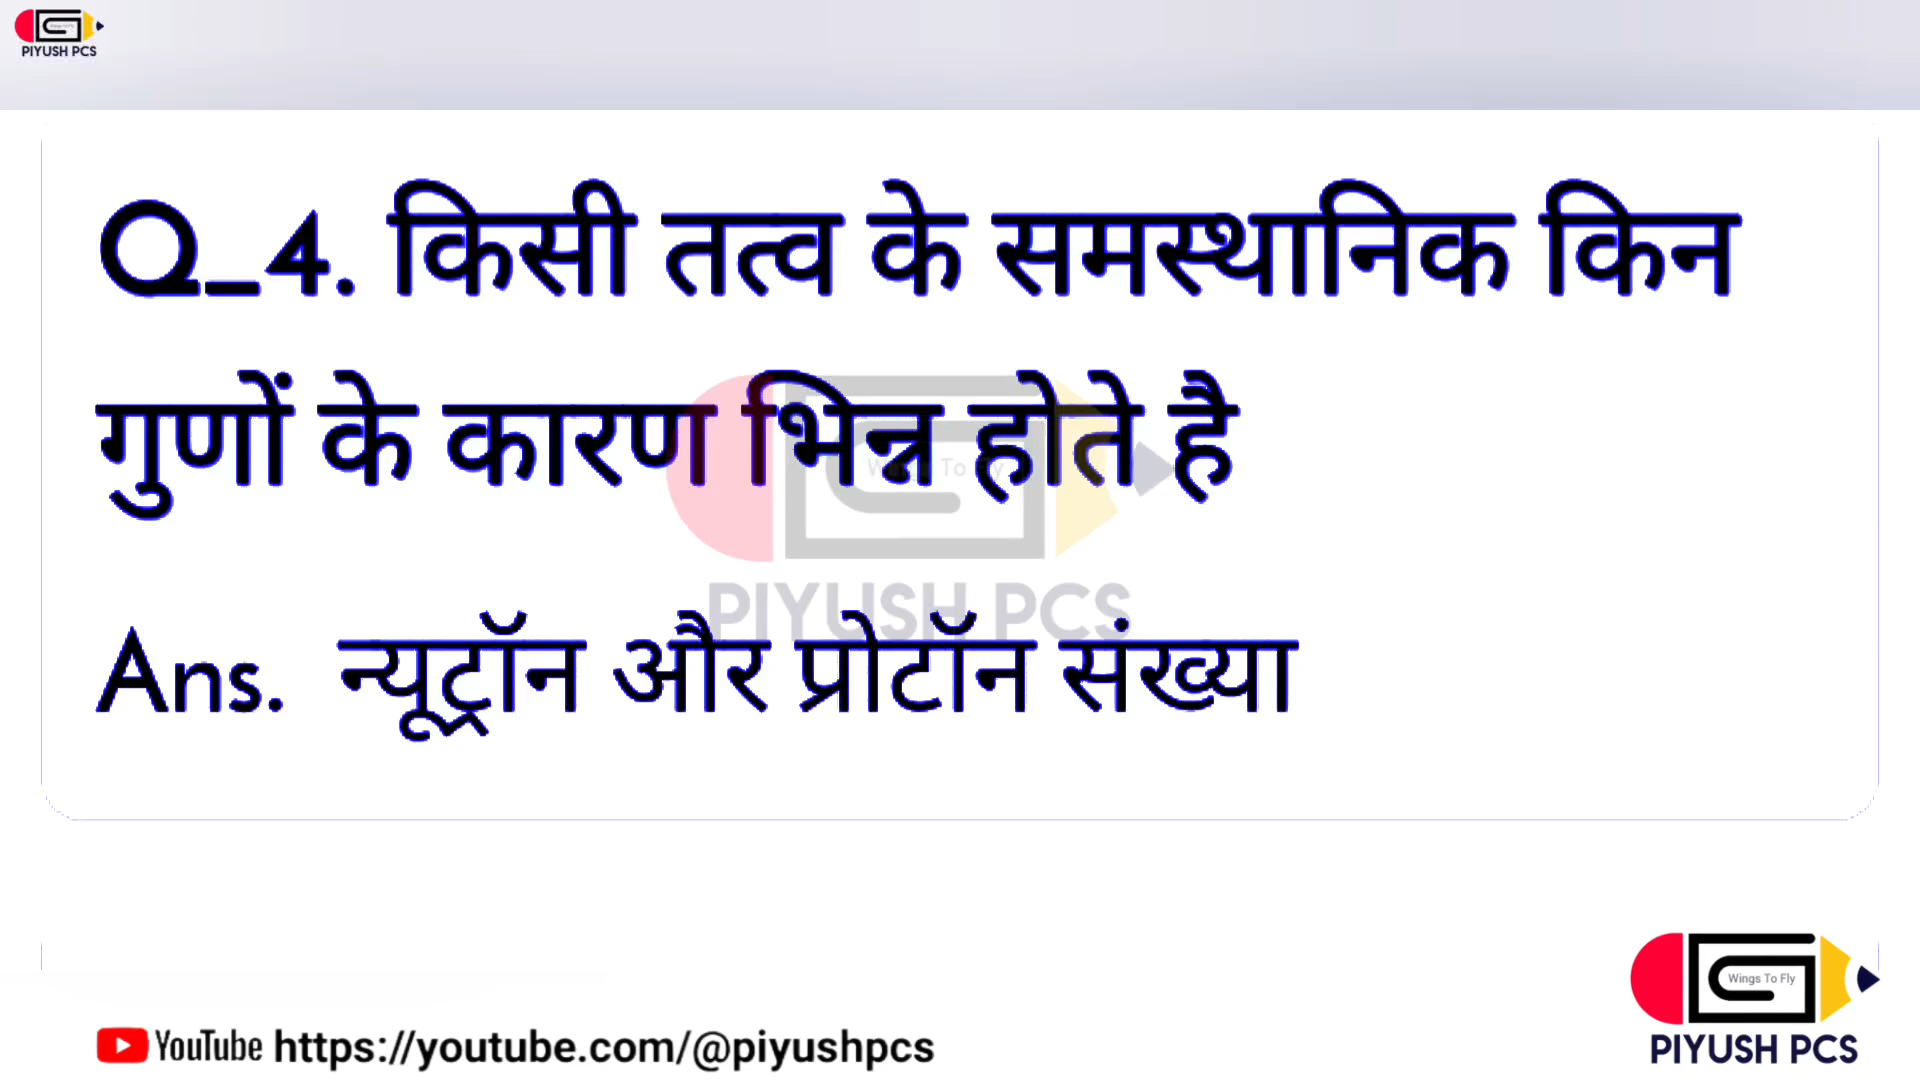 PIYUSH PCS
Q_4. किसी तत्व के समस्थानिक किन
गुणों के कारण भिन्न होते है
Wings To Fly
PIYUSH PCS
Ans. न्यूट्रॉन और प्रोटॉन संख्या
Wings To Fly
PIYUSH PCS
YouTube https://youtube.com/@piyushpcs